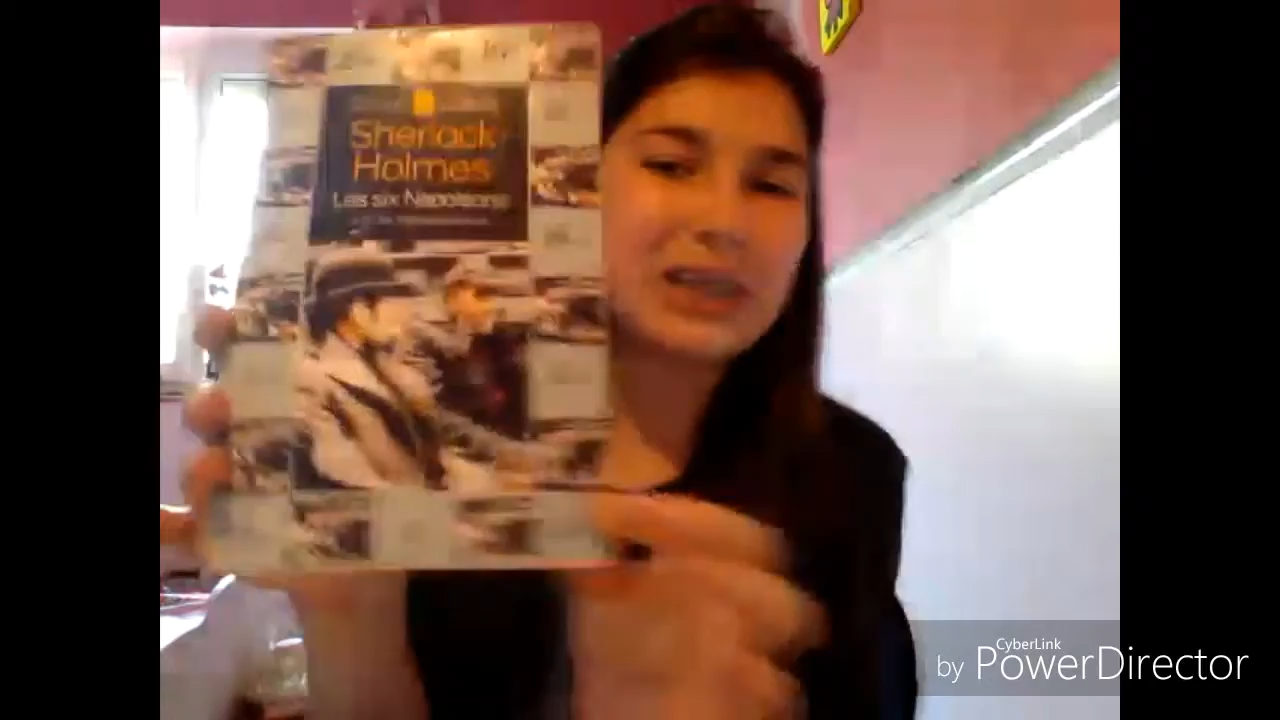 Sherlock
Holmes
Les six Napoléons
CyberLink
by PowerDirector